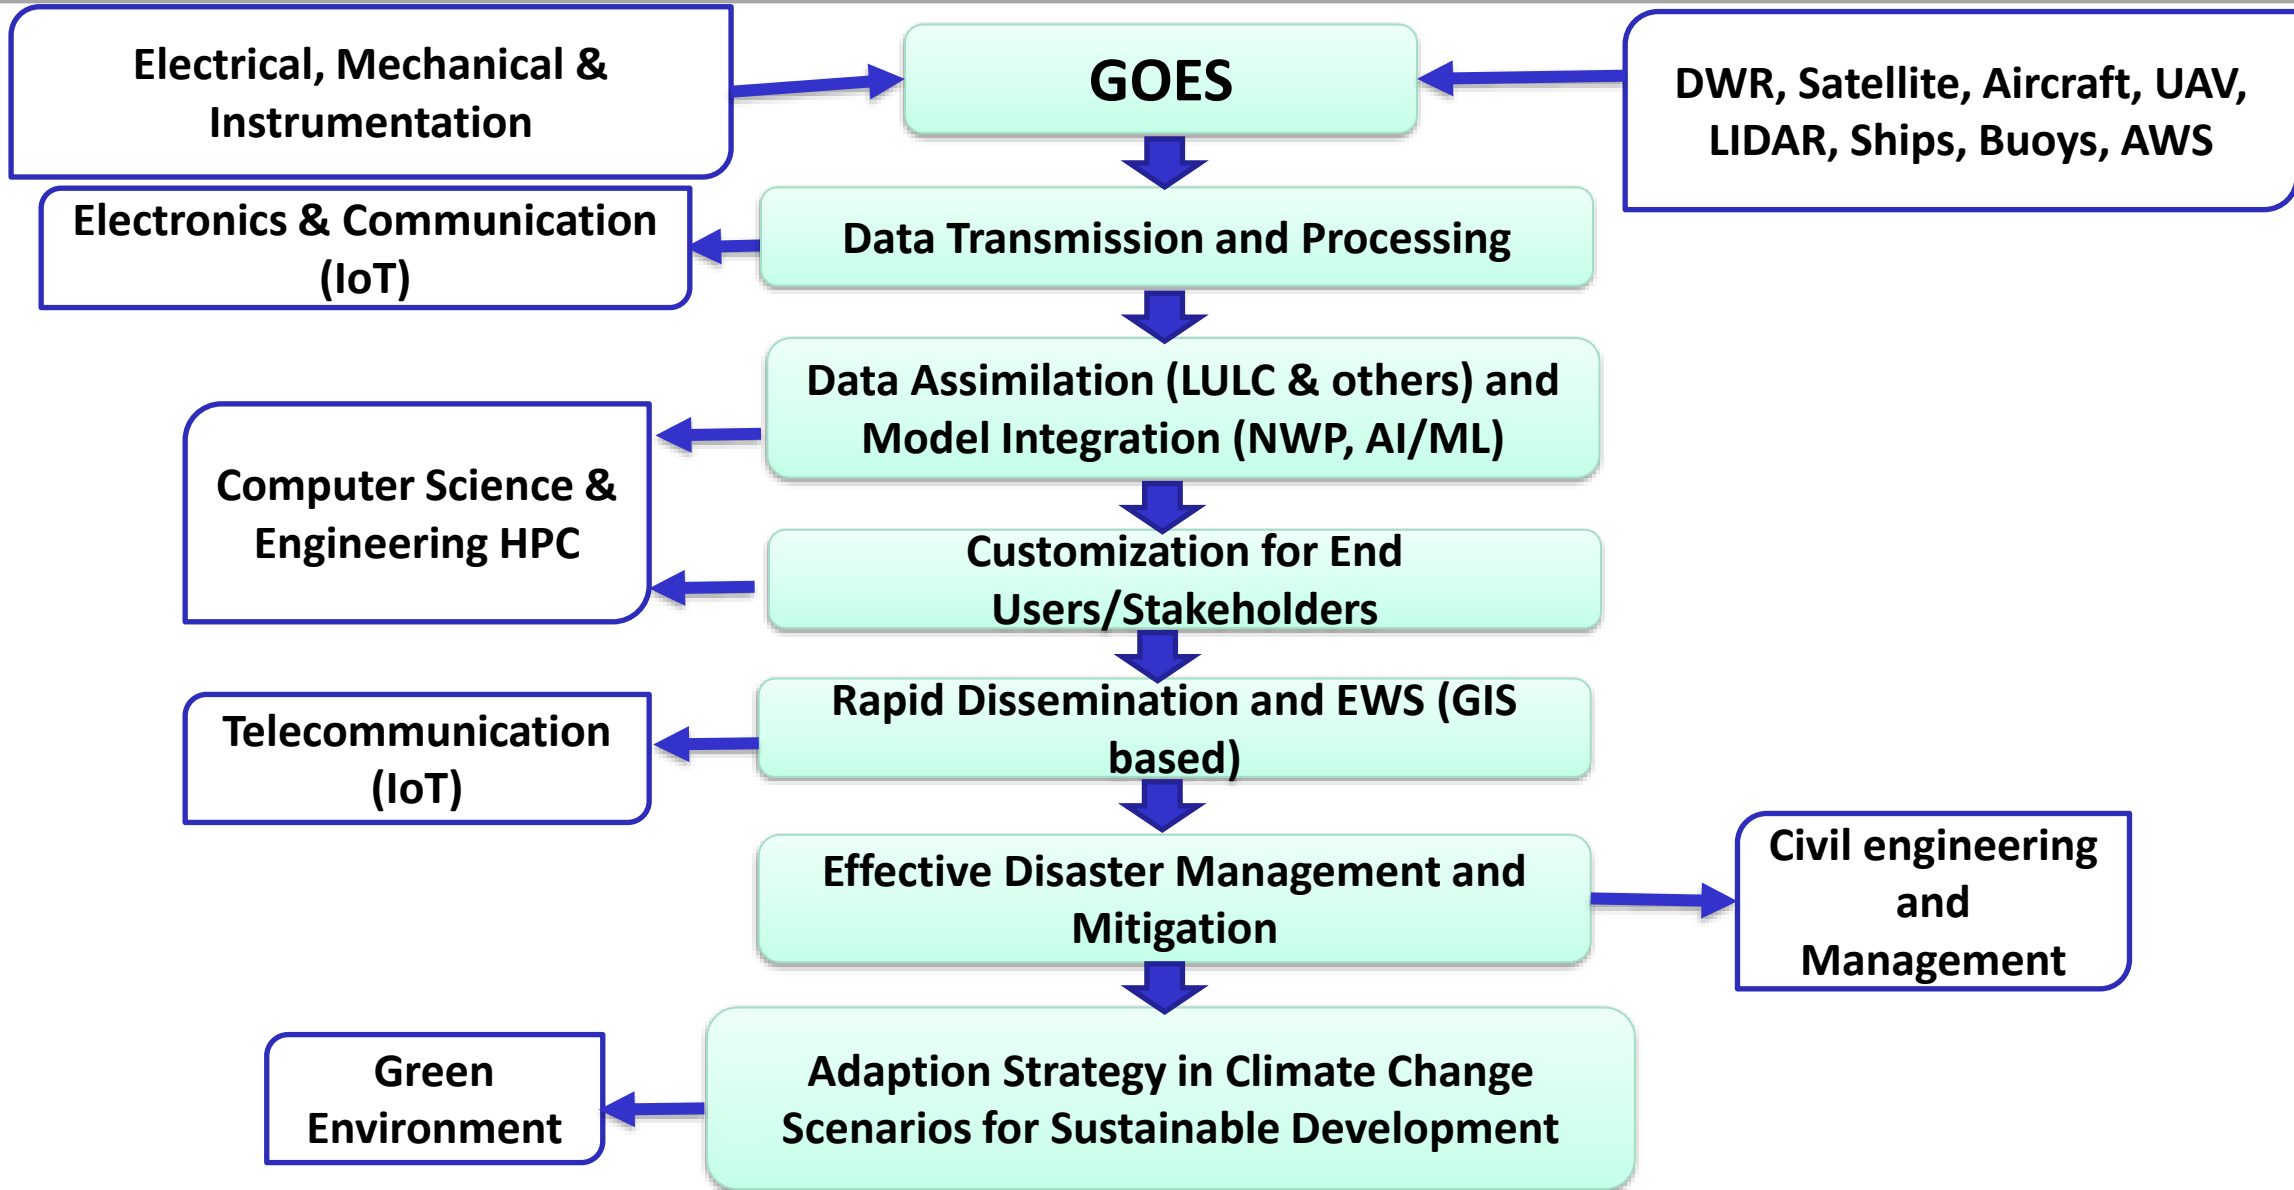 Electrical, Mechanical &
Instrumentation
GOES
DWR, Satellite, Aircraft, UAV,
LIDAR, Ships, Buoys, AWS
Electronics & Communication
(IoT)
Data Transmission and Processing
Data Assimilation (LULC & others) and
Model Integration (NWP, AI/ML)
Computer Science &
Engineering HPC
Customization for End
Users/Stakeholders
Rapid Dissemination and EWS (GIS
based)
Telecommunication
(IoT)
Effective Disaster Management and
Mitigation
Civil engineering
and
Management
Green
Environment
Adaption Strategy in Climate Change
Scenarios for Sustainable Development